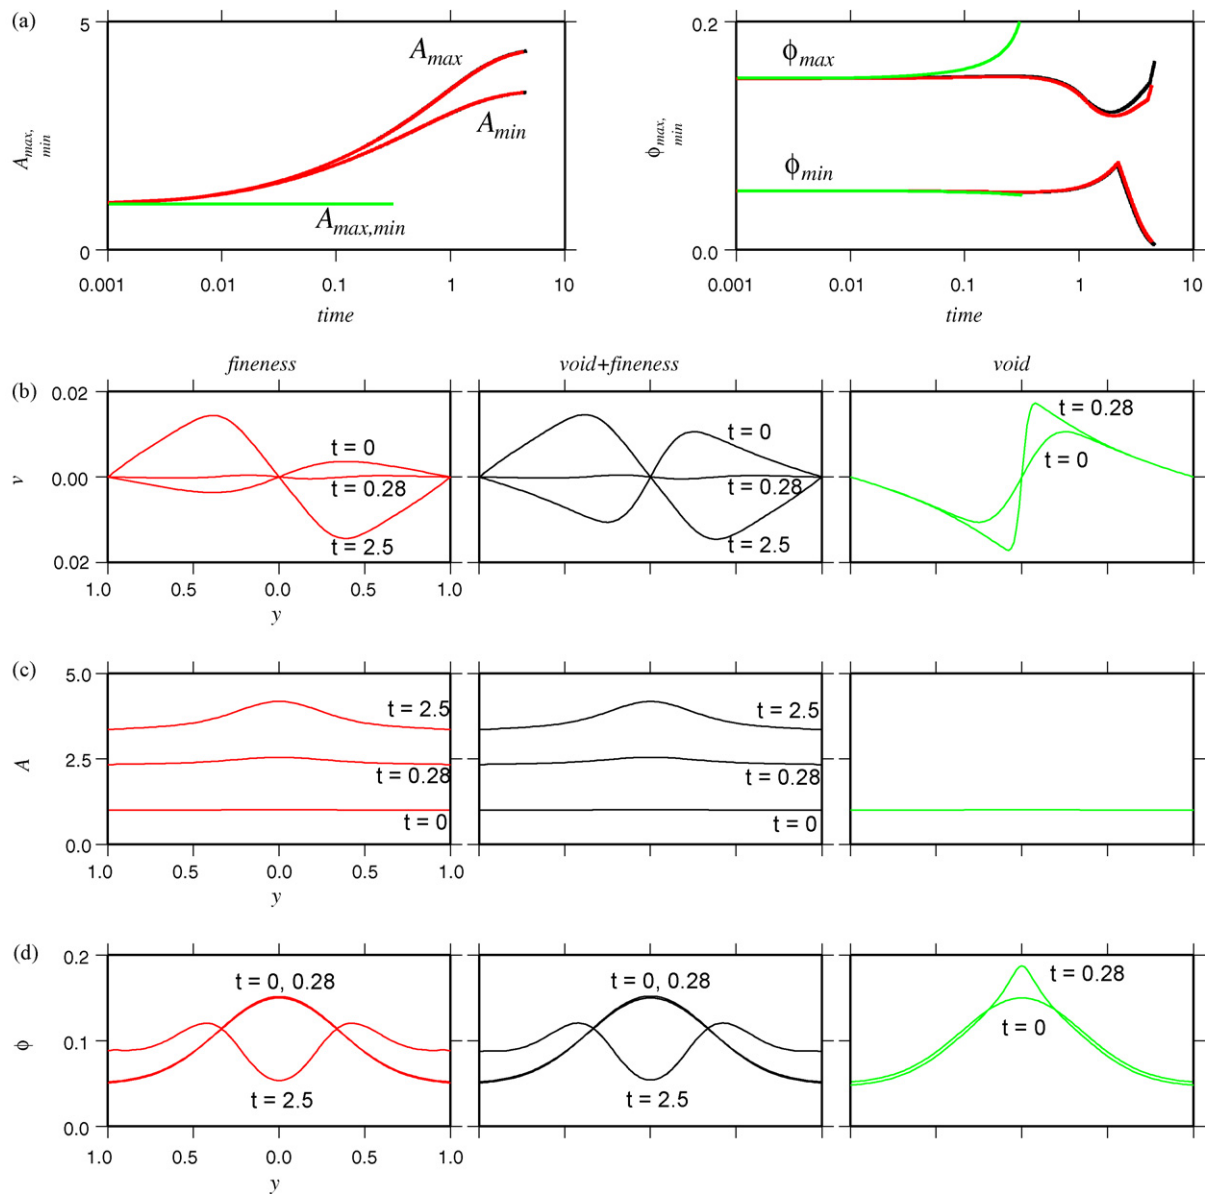 (a)
5
0.2
A_max
ϕ_max
A_max, min
A_min
ϕ_max, min
ϕ_min
A_max,min
0
0.0
0.001 0.01 0.1 1 10
0.001 0.01 0.1 1 10
time
time
fineness void+fineness void
(b)
0.02
t = 0 t = 0 t = 0.28
t = 0
v
0.00
t = 0.28 t = 0.28
t = 2.5 t = 2.5
0.02
1.0 0.5 0.0 0.5 1.0
y
(c)
5.0
t = 2.5 t = 2.5
A
2.5
t = 0.28 t = 0.28
t = 0 t = 0
0.0
1.0 0.5 0.0 0.5 1.0
y
(d)
0.2
t = 0, 0.28 t = 0, 0.28 t = 0.28
ϕ
0.1
t = 0
t = 2.5 t = 2.5
0.0
1.0 0.5 0.0 0.5 1.0
y